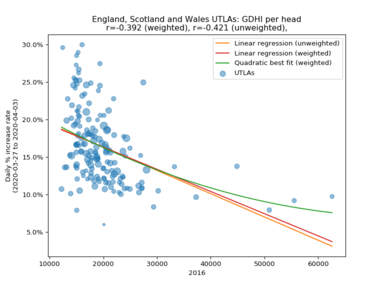 England, Scotland and Wales UTLAs: GDHI per head
r=-0.392 (weighted), r=-0.421 (unweighted),
Linear regression (unweighted)
Linear regression (weighted)
Quadratic best fit (weighted)
UTLAs
Daily % increase rate
(2020-03-27 to 2020-04-03)
30.0%
25.0%
20.0%
15.0%
10.0%
5.0%
10000 20000 30000 40000 50000 60000
2016